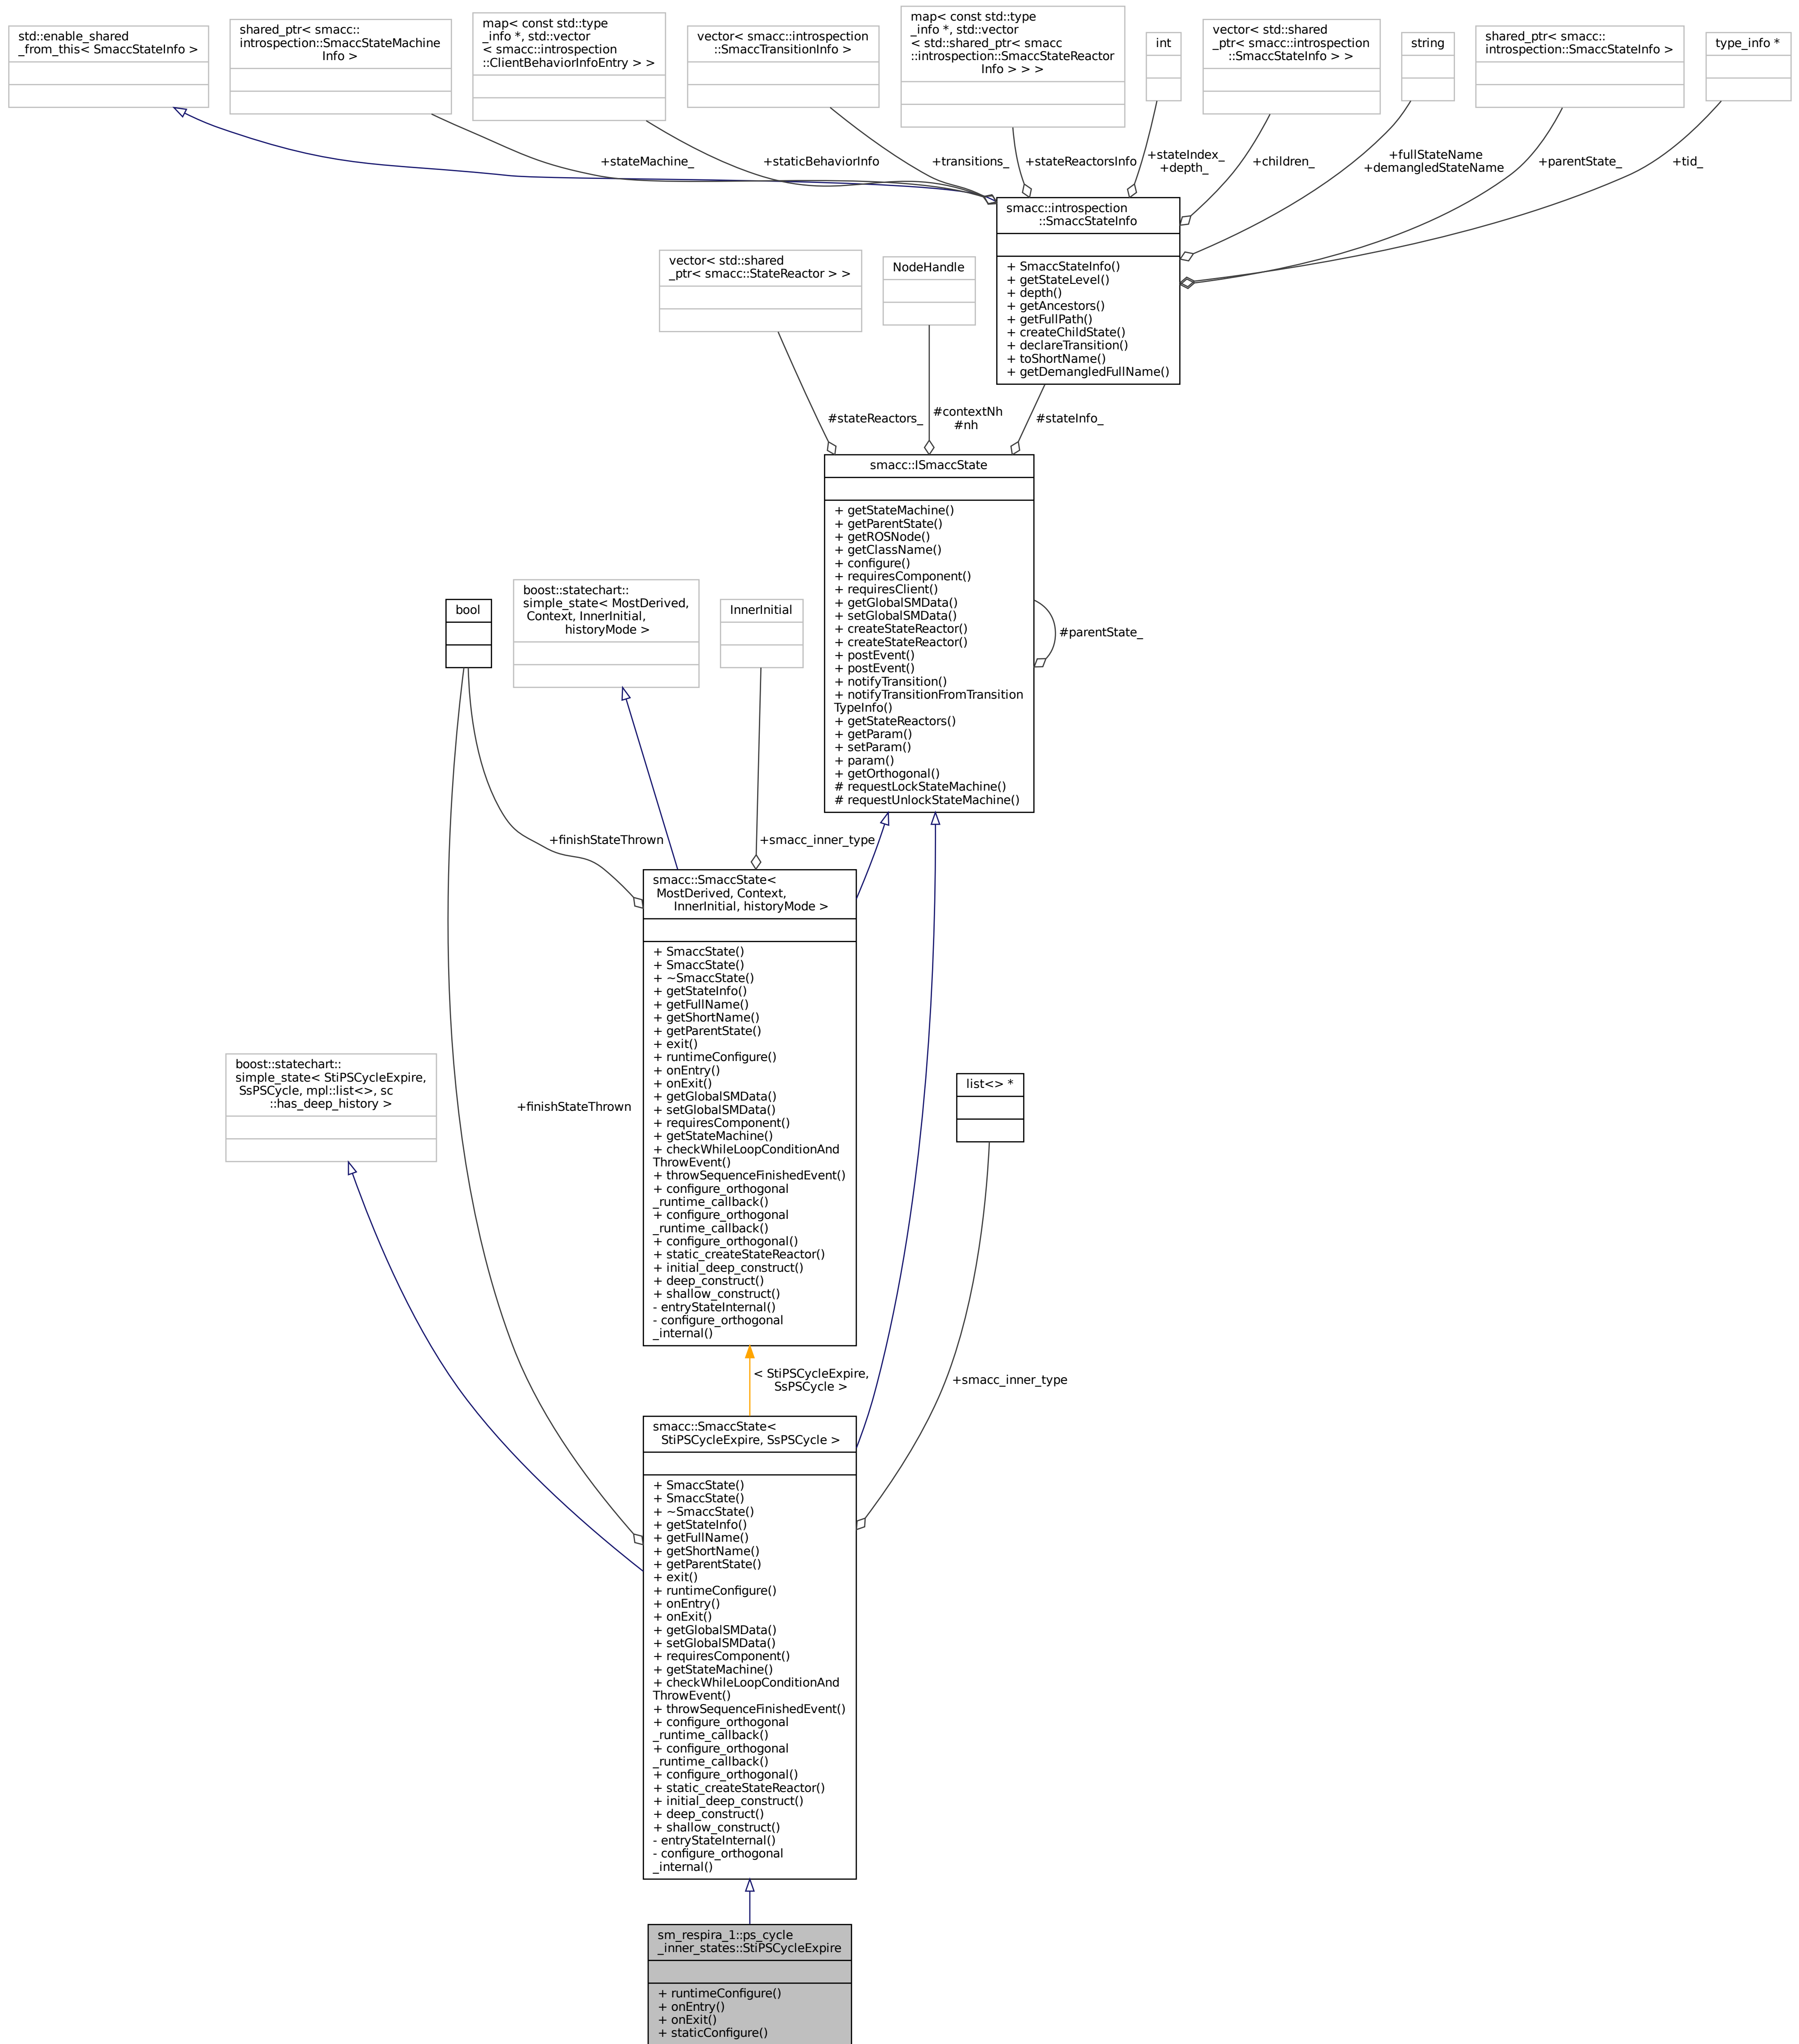 std::enable_shared
_from_this< SmaccStateInfo >
shared_ptr< smacc::
introspection::SmaccStateMachine
Info >
map< const std::type
_info *, std::vector
< smacc::introspection
::ClientBehaviorInfoEntry > >
vector< smacc::introspection
::SmaccTransitionInfo >
map< const std::type
_info *, std::vector
< std::shared_ptr< smacc
::introspection::SmaccStateReactor
Info > > >
int
vector< std::shared
_ptr< smacc::introspection
::SmaccStateInfo > >
string
shared_ptr< smacc::
introspection::SmaccStateInfo >
type_info *
+stateMachine_
+staticBehaviorInfo
+transitions_
+stateReactorsInfo
+stateIndex_
+depth_
+children_
+fullStateName
+demangledStateName
+parentState_
+tid_
smacc::introspection
::SmaccStateInfo
+ SmaccStateInfo()
+ getStateLevel()
+ depth()
+ getAncestors()
+ getFullPath()
+ createChildState()
+ declareTransition()
+ toShortName()
+ getDemangledFullName()
vector< std::shared
_ptr< smacc::StateReactor > >
NodeHandle
#stateReactors_
#contextNh
#nh
#stateInfo_
smacc::ISmaccState
+ getStateMachine()
+ getParentState()
+ getROSNode()
+ getClassName()
+ configure()
+ requiresComponent()
+ requiresClient()
+ getGlobalSMData()
+ setGlobalSMData()
+ createStateReactor()
+ createStateReactor()
+ postEvent()
+ postEvent()
+ notifyTransition()
+ notifyTransitionFromTransition
TypeInfo()
+ getStateReactors()
+ getParam()
+ setParam()
+ param()
+ getOrthogonal()
# requestLockStateMachine()
# requestUnlockStateMachine()
#parentState_
bool
boost::statechart::
simple_state< MostDerived,
Context, InnerInitial,
historyMode >
InnerInitial
+finishStateThrown
+smacc_inner_type
smacc::SmaccState<
MostDerived, Context,
InnerInitial, historyMode >
+ SmaccState()
+ SmaccState()
+ ~SmaccState()
+ getStateInfo()
+ getFullName()
+ getShortName()
+ getParentState()
+ exit()
+ runtimeConfigure()
+ onEntry()
+ onExit()
+ getGlobalSMData()
+ setGlobalSMData()
+ requiresComponent()
+ getStateMachine()
+ checkWhileLoopConditionAnd
ThrowEvent()
+ throwSequenceFinishedEvent()
+ configure_orthogonal
_runtime_callback()
+ configure_orthogonal
_runtime_callback()
+ configure_orthogonal()
+ static_createStateReactor()
+ initial_deep_construct()
+ deep_construct()
+ shallow_construct()
- entryStateInternal()
- configure_orthogonal
_internal()
boost::statechart::
simple_state< StiPSCycleExpire,
SsPSCycle, mpl::list<>, sc
::has_deep_history >
+finishStateThrown
list<> *
< StiPSCycleExpire,
SsPSCycle >
+smacc_inner_type
smacc::SmaccState<
StiPSCycleExpire, SsPSCycle >
+ SmaccState()
+ SmaccState()
+ ~SmaccState()
+ getStateInfo()
+ getFullName()
+ getShortName()
+ getParentState()
+ exit()
+ runtimeConfigure()
+ onEntry()
+ onExit()
+ getGlobalSMData()
+ setGlobalSMData()
+ requiresComponent()
+ getStateMachine()
+ checkWhileLoopConditionAnd
ThrowEvent()
+ throwSequenceFinishedEvent()
+ configure_orthogonal
_runtime_callback()
+ configure_orthogonal
_runtime_callback()
+ configure_orthogonal()
+ static_createStateReactor()
+ initial_deep_construct()
+ deep_construct()
+ shallow_construct()
- entryStateInternal()
- configure_orthogonal
_internal()
sm_respira_1::ps_cycle
_inner_states::StiPSCycleExpire
+ runtimeConfigure()
+ onEntry()
+ onExit()
+ staticConfigure()